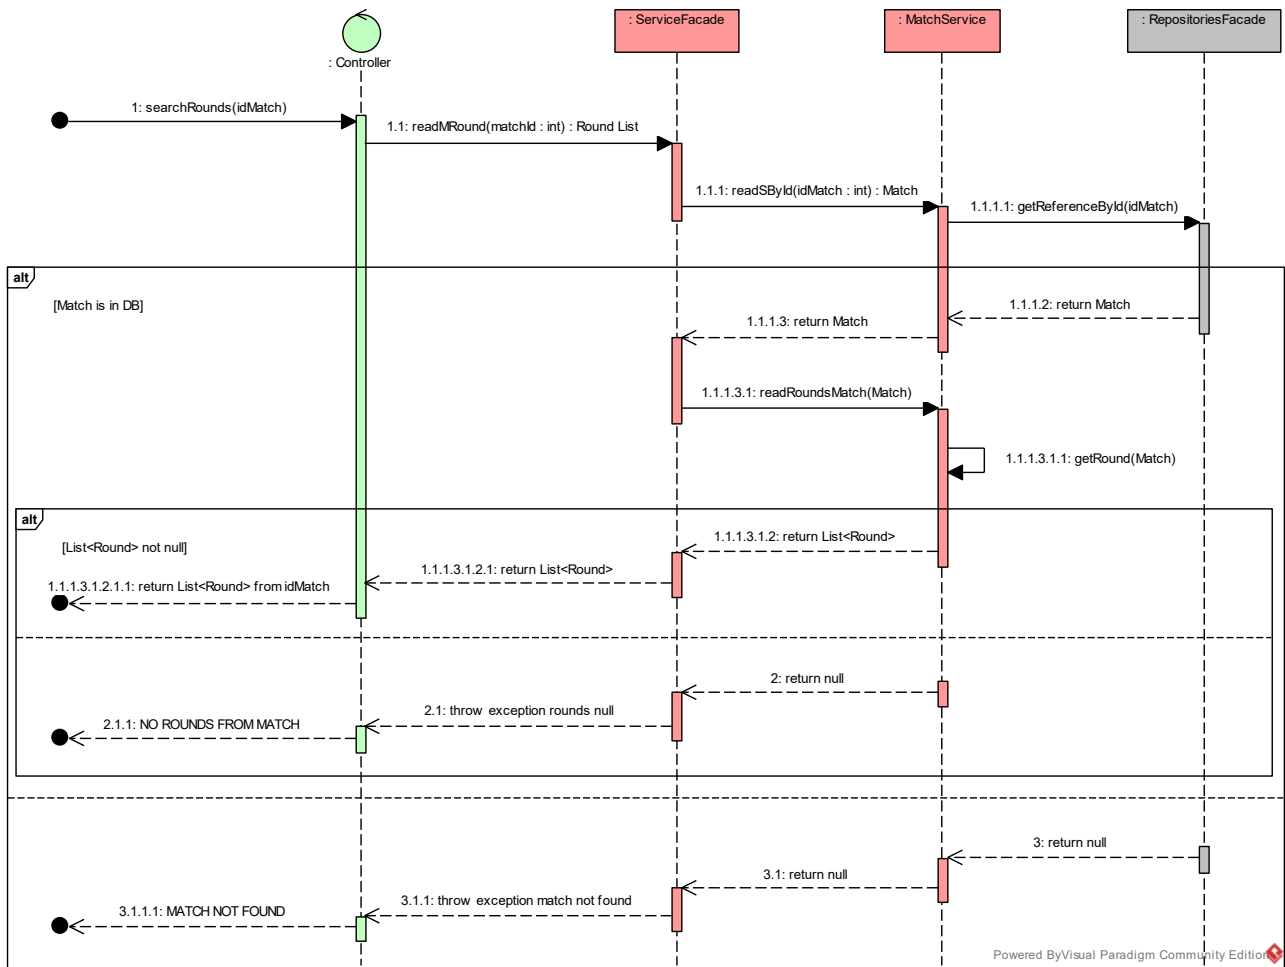 : ServiceFacade
: MatchService
: RepositoriesFacade
: Controller
1: searchRounds(idMatch)
1.1: readMRound(matchId : int) : Round List
1.1.1: readSById(idMatch : int) : Match
1.1.1.1: getReferenceById(idMatch)
alt
[Match is in DB]
1.1.1.2: return Match
1.1.1.3: return Match
1.1.1.3.1: readRoundsMatch(Match)
1.1.1.3.1.1: getRound(Match)
alt
[List<Round> not null]
1.1.1.3.1.2: return List<Round>
1.1.1.3.1.2.1: return List<Round>
1.1.1.3.1.2.1.1: return List<Round> from idMatch
2: return null
2.1: throw exception rounds null
2.1.1: NO ROUNDS FROM MATCH
3: return null
3.1: return null
3.1.1: throw exception match not found
3.1.1.1: MATCH NOT FOUND
Powered By Visual Paradigm Community Edition